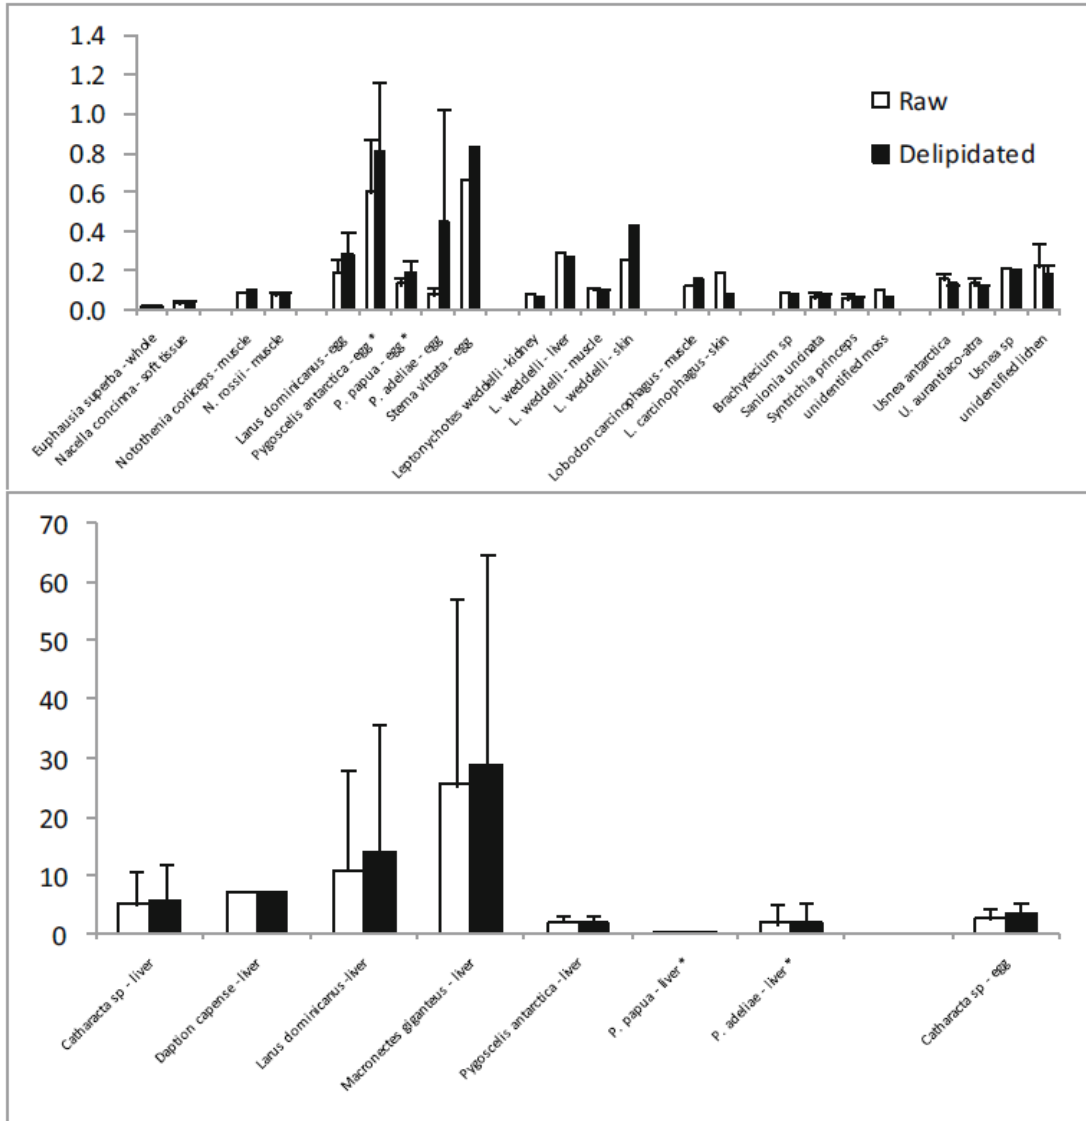 1.4
1.2
1.0
0.8
0.6
0.4
0.2
0.0
Raw
Delipidated
Euphausia superba - whole
Nacella concinna - soft tissue
Notothenia coriiceps - muscle
N. rossii - muscle
Larus dominicanus - egg
Pygoscelis antarctica - egg *
P. papua - egg *
P. adeliae - egg
Sterna vittata - egg
Leptonychotes weddelli - kidney
L. weddelli - liver
L. weddelli - muscle
L. weddelli - skin
Lobodon carcinophagus - muscle
L. carcinophagus - skin
Brachytecium sp
Sanionia undnata
Syntrichia princeps
unidentified moss
Usnea antarctica
U. aurantiaco-atra
Usnea sp
unidentified lichen
70
60
50
40
30
20
10
0
Catharacta sp - liver
Daption capense - liver
Larus dominicanus -liver
Macronectes giganteus - liver
Pygoscelis antarctica - liver
P. papua - liver *
P. adeliae - liver *
Catharacta sp - egg